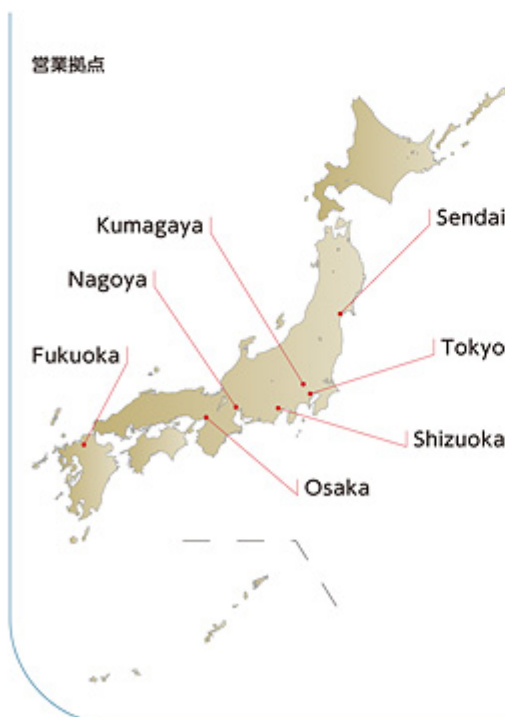 営業拠点
Kumagaya
Sendai
Nagoya
Fukuoka
Tokyo
Shizuoka
Osaka